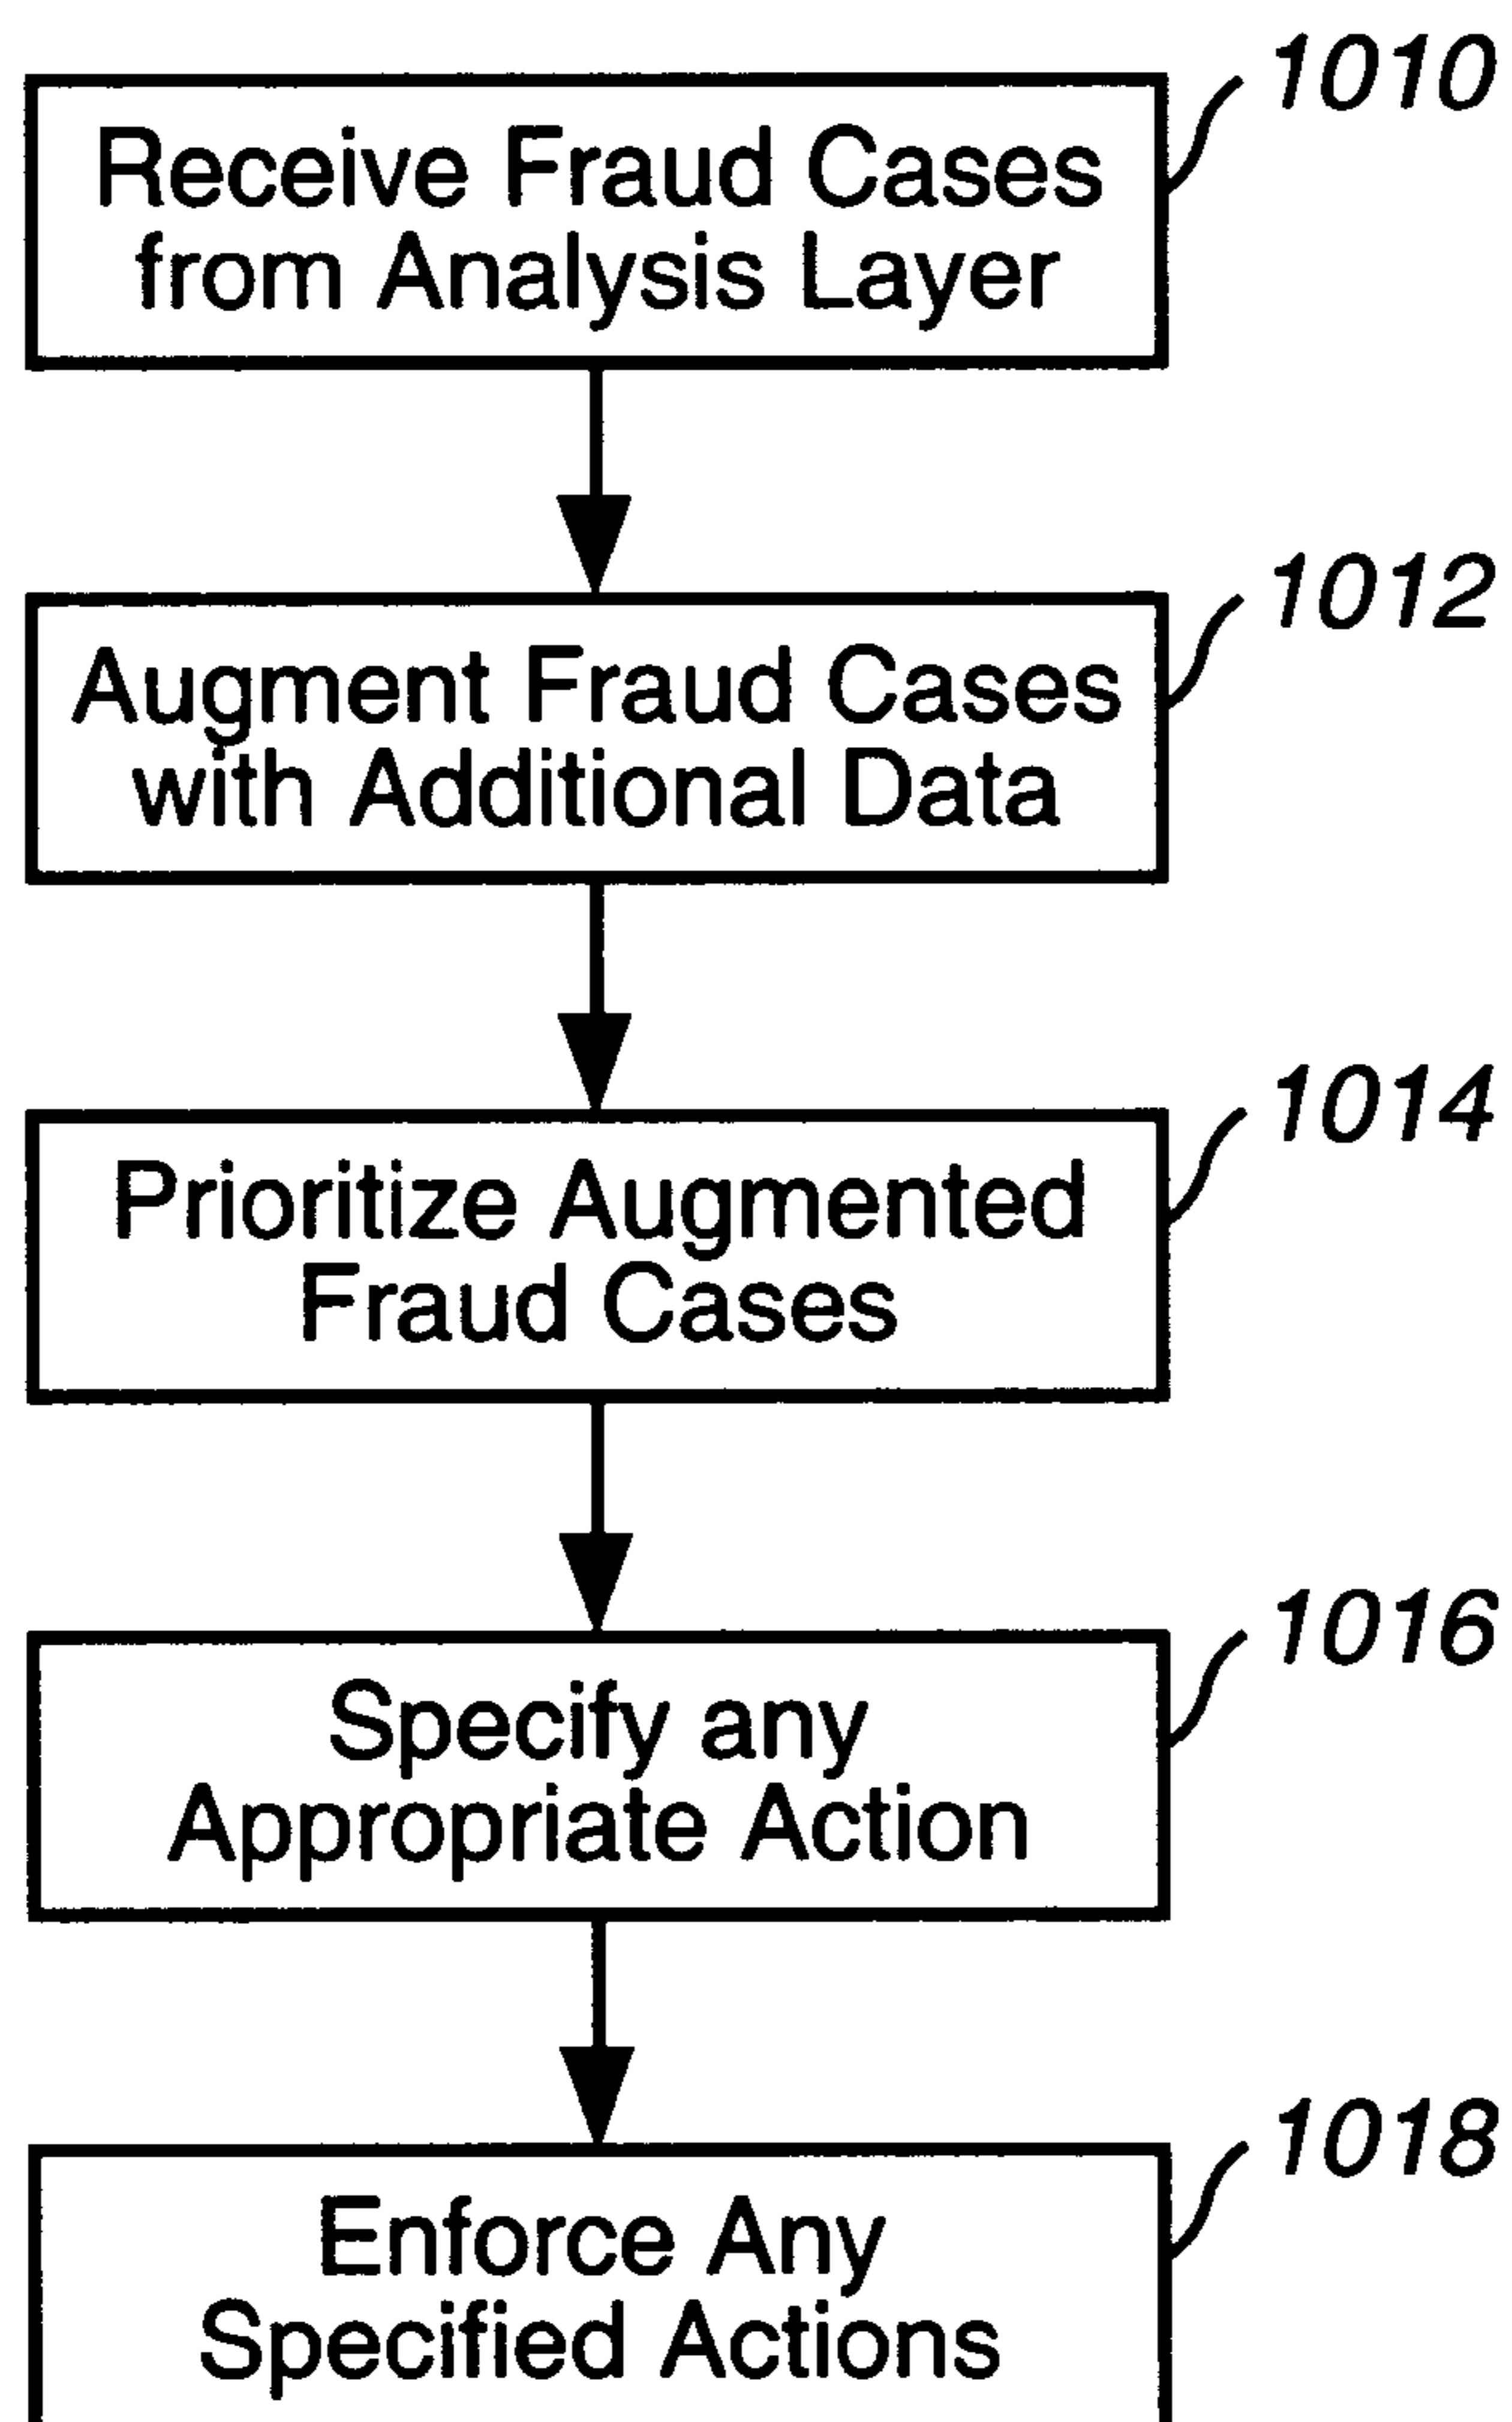 1010
Receive Fraud Cases
from Analysis Layer
1012
Augment Fraud Cases
with Additional Data
1014
Prioritize Augmented
Fraud Cases
1016
Specify any
Appropriate Action
1018
Enforce Any
Specified Actions